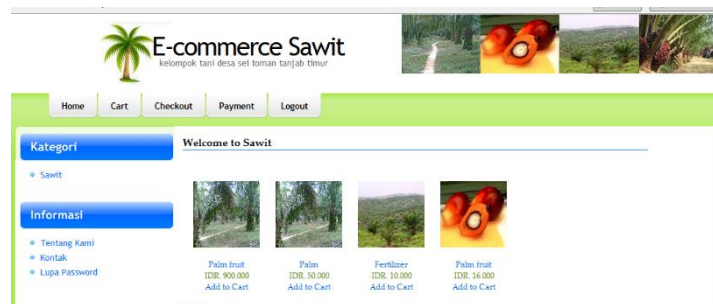 E-commerce Sawit
kelompok tani desa sei toman tanjab timur
Home Cart Checkout Payment Logout
Kategori
Sawit
Informasi
Tentang Kami
Kontak
Lupa Password
Welcome to Sawit
Palm fruit Palm Fertilizer Palm fruit
IDR. 900.000 IDR. 50.000 IDR. 10.000 IDR. 16.000
Add to Cart Add to Cart Add to Cart Add to Cart